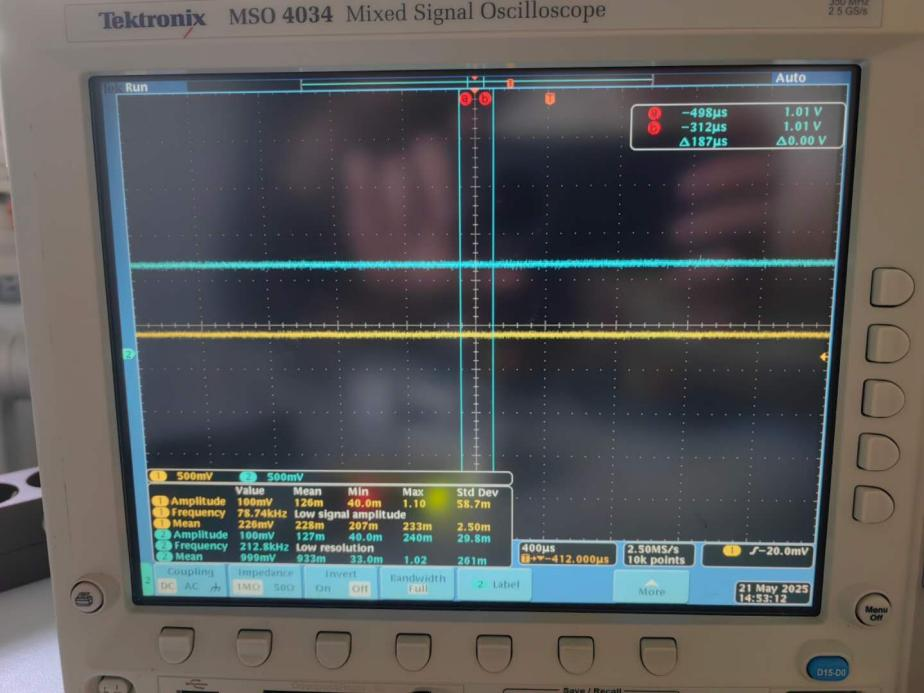 Tektronix MSO 4034 Mixed Signal Oscilloscope
350 MHz
2.5 GS/s
Run Auto
a b T T
a -498µs 1.01 V
b -312µs 1.01 V
Δ187µs Δ0.00 V
2
1 500mV 2 500mV
Value Mean Min Max Std Dev
1 Amplitude 100mV 126m 40.0m 1.10 58.7m
1 Frequency 78.74kHz Low signal amplitude
1 Mean 226mV 228m 207m 233m 2.50m
2 Amplitude 100mV 127m 40.0m 240m 29.8m
2 Frequency 212.8kHz Low resolution
2 Mean 999mV 933m 33.0m 1.02 261m
400µs
T→▼-412.000µs
2.50MS/s
10k points
1 -20.0mV
2
Coupling
DC AC
Impedance
1MΩ 50Ω
Invert
On Off
Bandwidth
Full
2 Label
More
21 May 2025
14:53:12
Menu
Off
D15-D0
Save / Recall